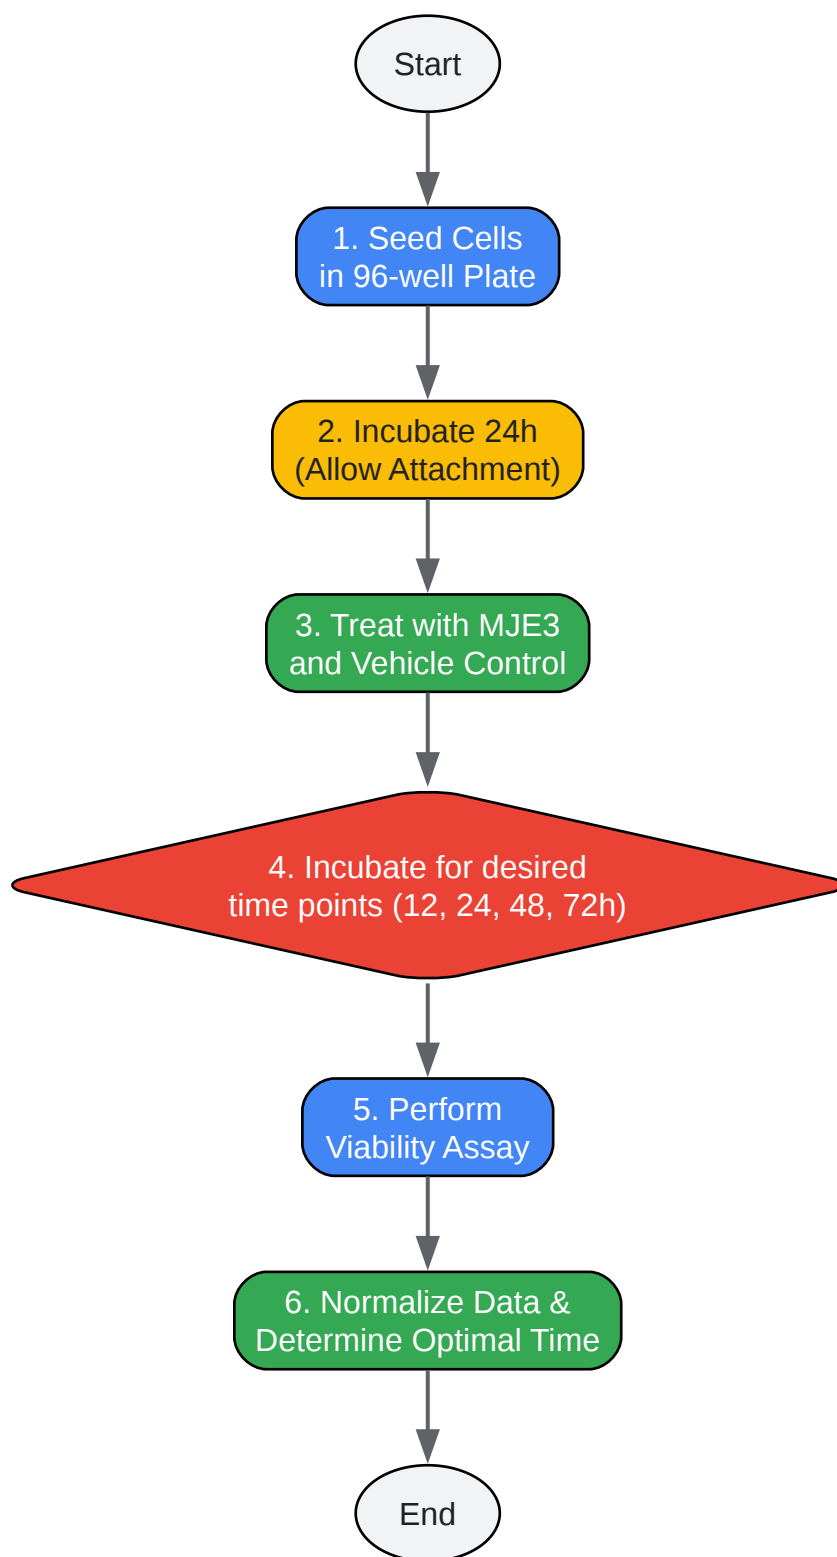 Start
1. Seed Cells
in 96-well Plate
2. Incubate 24h
(Allow Attachment)
3. Treat with MJE3
and Vehicle Control
4. Incubate for desired
time points (12, 24, 48, 72h)
5. Perform
Viability Assay
6. Normalize Data &
Determine Optimal Time
End